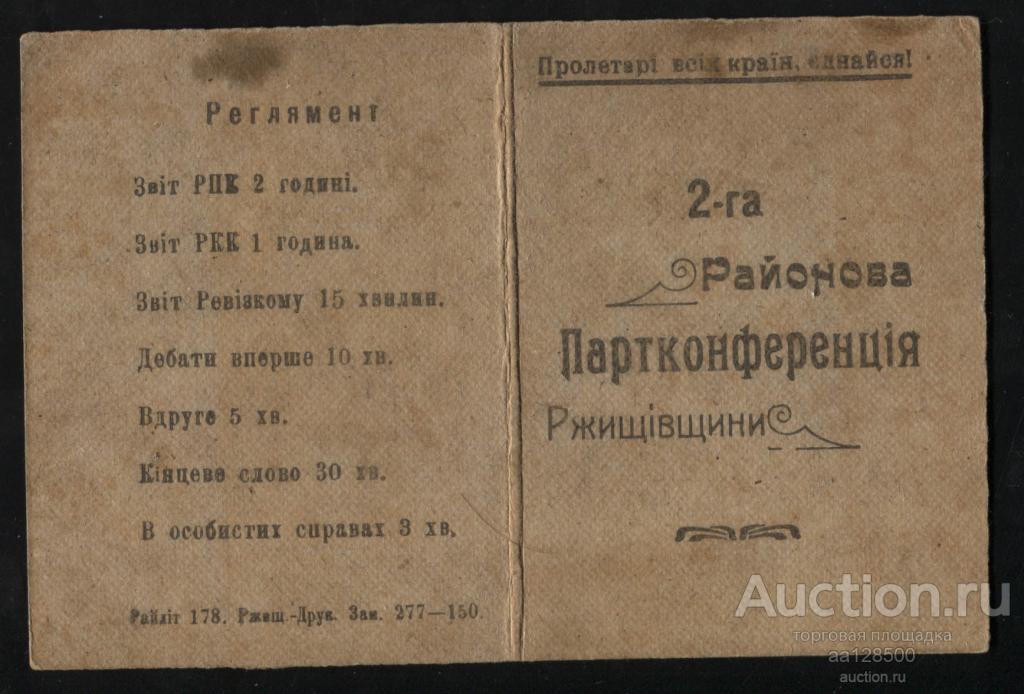 Реглямент
Звіт РПК 2 годині.
Звіт РКК 1 година.
Звіт Ревізкому 15 хвилин.
Дебати вперше 10 хв.
Вдруге 5 хв.
Кінцеве слово 30 хв.
В особистих справах 3 хв.
Райліт 178. Ржищ.-Друк. Зам. 277—150.
Пролетарі всіх країн, єднайся!
2-га
Районова
Партконференція
Ржищівщини
Auction.ru
торговая площадка
aa128500
auction.ru